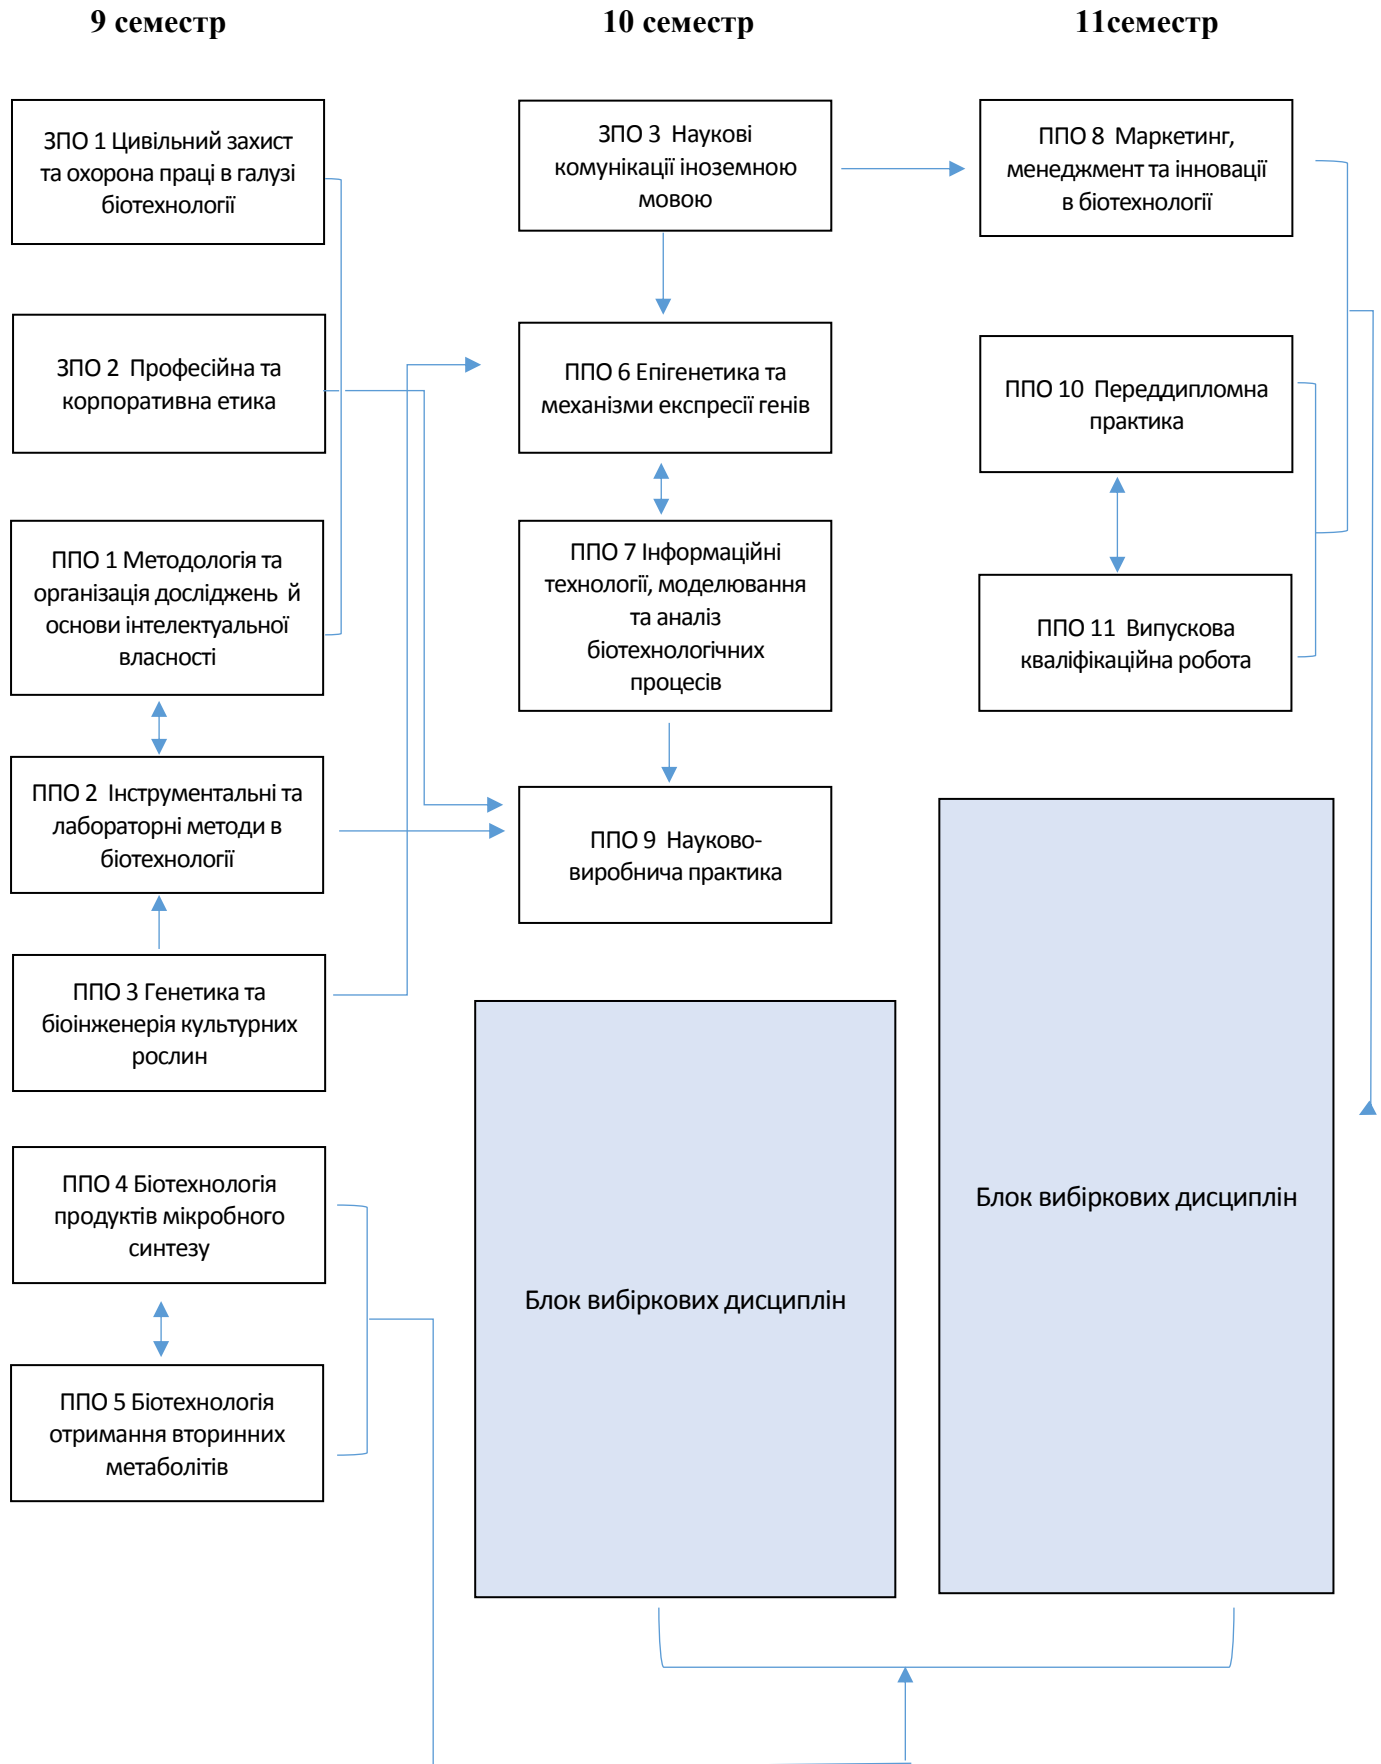 9 семестр
10 семестр
11семестр
ЗПО 1 Цивільний захист
та охорона праці в галузі
біотехнології
ЗПО 2 Професійна та
корпоративна етика
ППО 1 Методологія та
організація досліджень й
основи інтелектуальної
власності
ППО 2 Інструментальні та
лабораторні методи в
біотехнології
ППО 3 Генетика та
біоінженерія культурних
рослин
ППО 4 Біотехнологія
продуктів мікробного
синтезу
ППО 5 Біотехнологія
отримання вторинних
метаболітів
ЗПО 3 Наукові
комунікації іноземною
мовою
ППО 6 Епігенетика та
механізми експресії генів
ППО 7 Інформаційні
технології, моделювання
та аналіз
біотехнологічних
процесів
ППО 9 Науково-
виробнича практика
Блок вибіркових дисциплін
ППО 8 Маркетинг,
менеджмент та інновації
в біотехнології
ППО 10 Переддипломна
практика
ППО 11 Випускова
кваліфікаційна робота
Блок вибіркових дисциплін